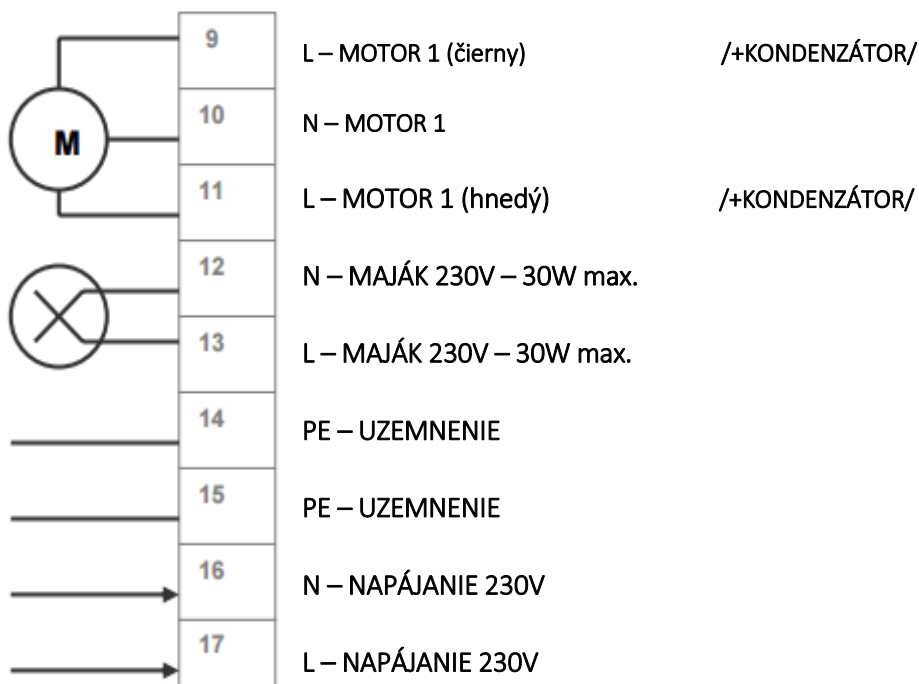 9 L – MOTOR 1 (čierny) /+KONDENZÁTOR/
M 10 N – MOTOR 1
11 L – MOTOR 1 (hnedý) /+KONDENZÁTOR/
12 N – MAJÁK 230V – 30W max.
13 L – MAJÁK 230V – 30W max.
14 PE – UZEMNENIE
15 PE – UZEMNENIE
16 N – NAPÁJANIE 230V
17 L – NAPÁJANIE 230V